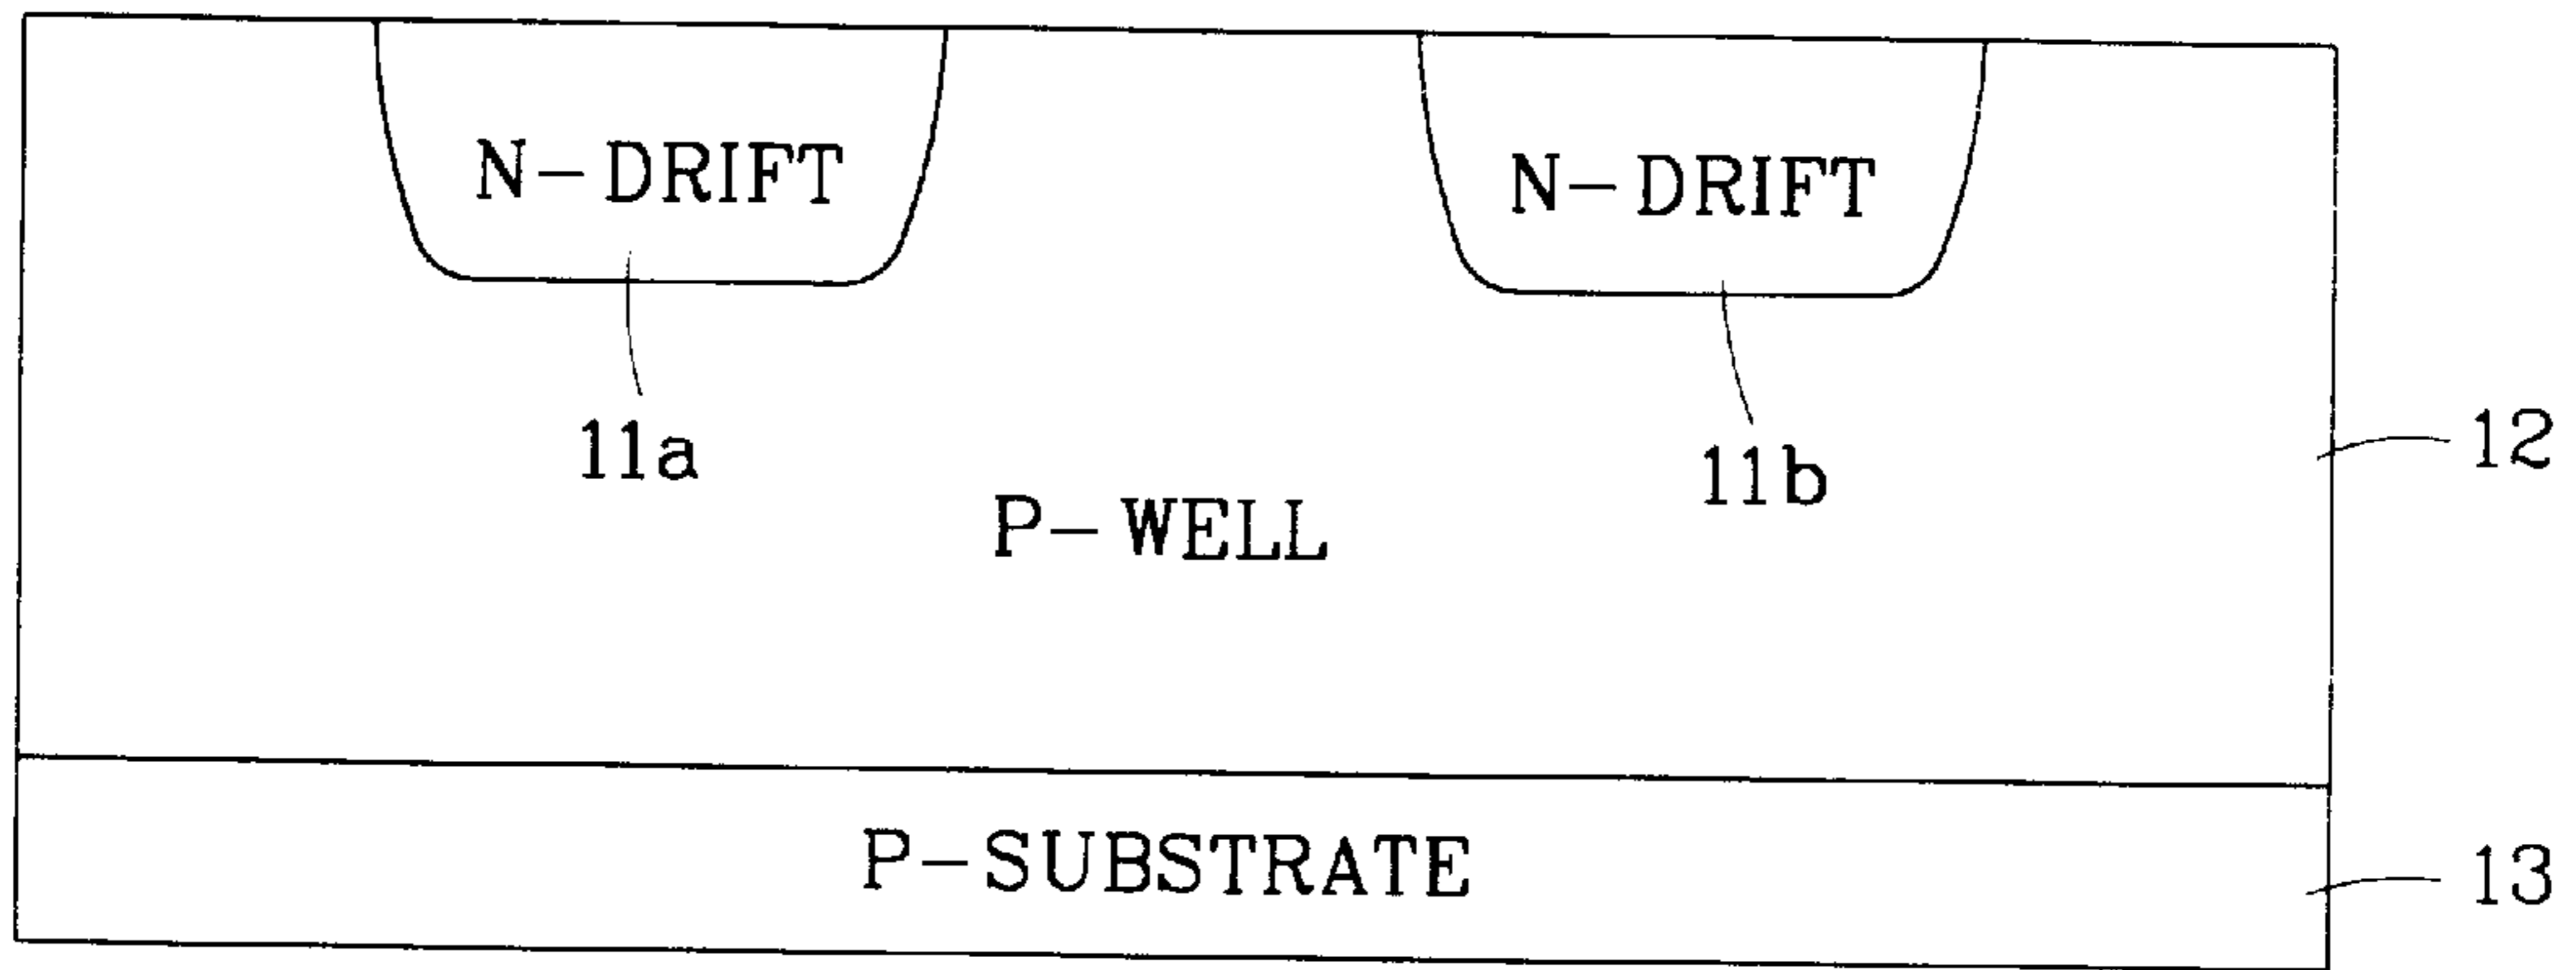 N-DRIFT
N-DRIFT
11a
11b
12
P-WELL
P-SUBSTRATE
13